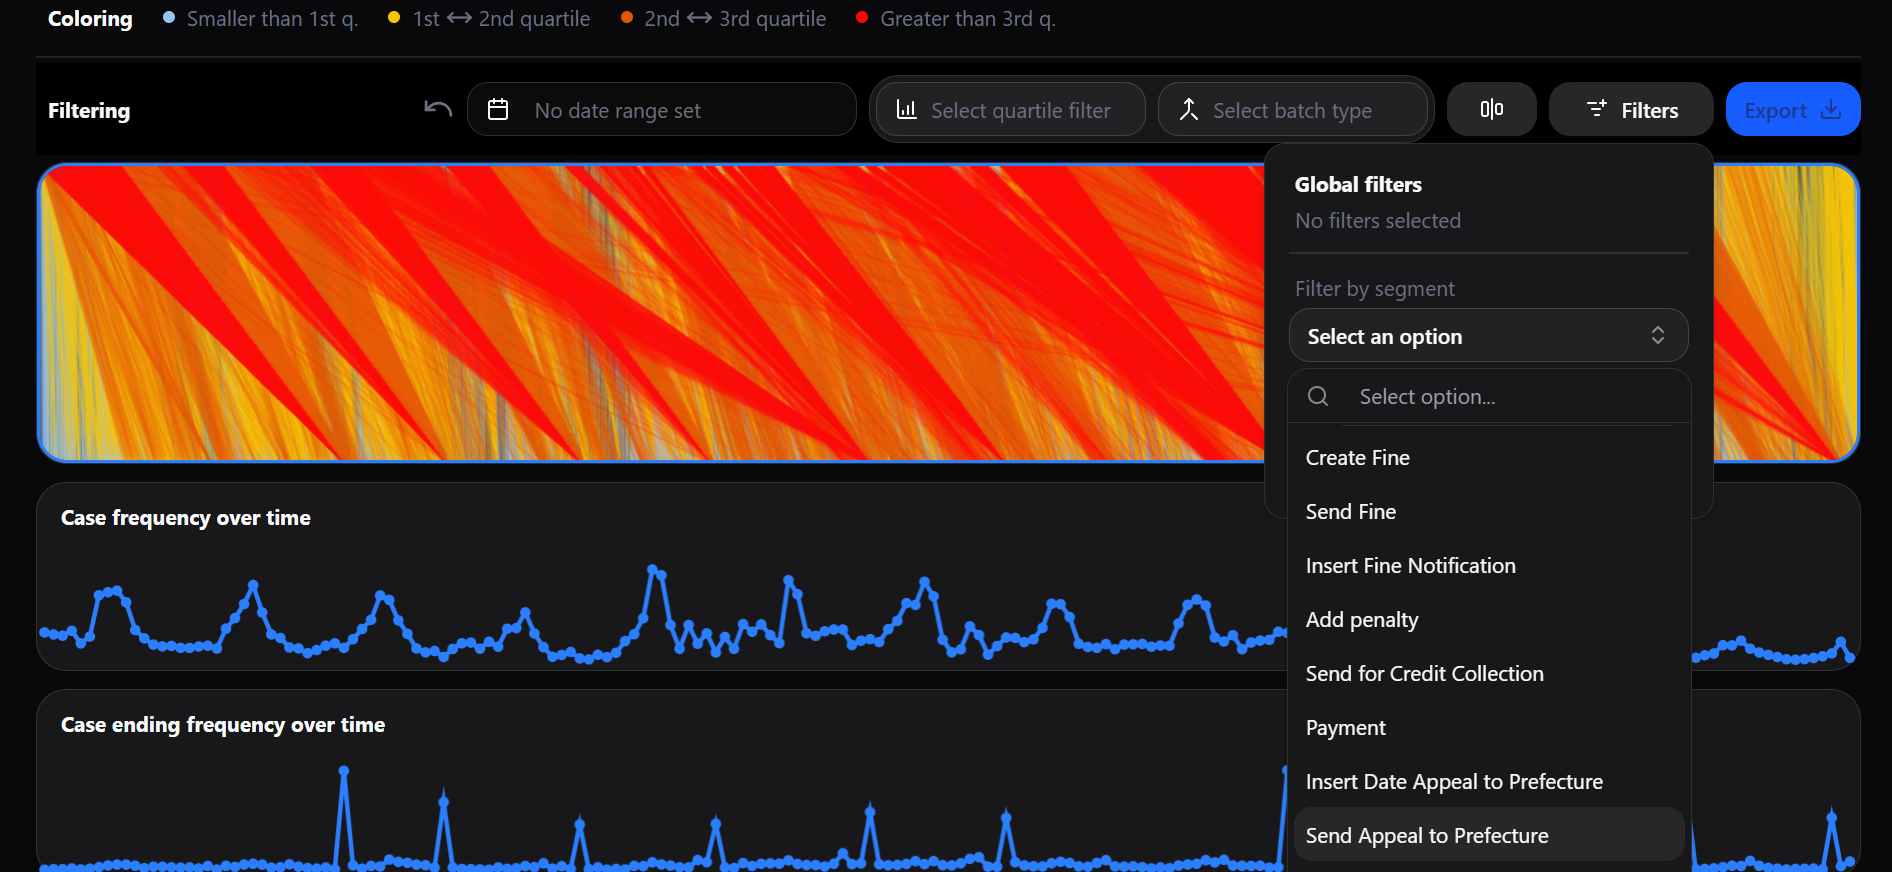 Coloring Smaller than 1st q. 1st ↔ 2nd quartile 2nd ↔ 3rd quartile Greater than 3rd q.
Filtering No date range set Select quartile filter Select batch type Filters Export
Global filters
No filters selected
Filter by segment
Select an option
Select option...
Create Fine
Send Fine
Insert Fine Notification
Add penalty
Send for Credit Collection
Payment
Insert Date Appeal to Prefecture
Send Appeal to Prefecture
Case frequency over time
Case ending frequency over time